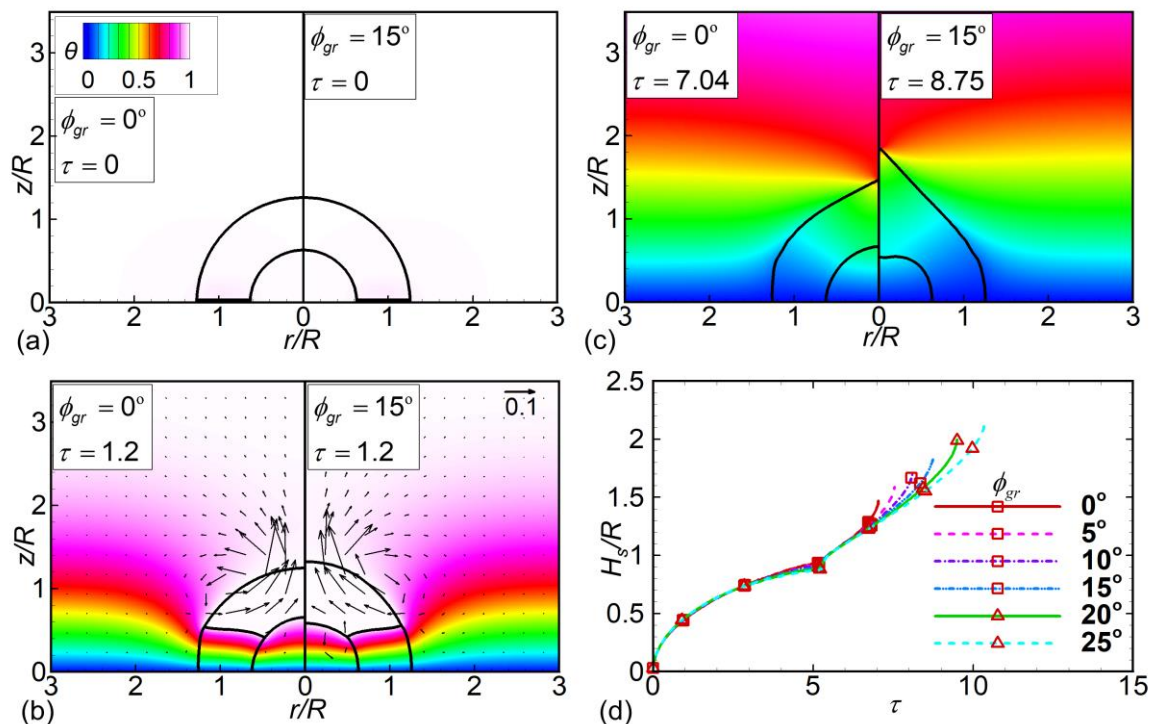 θ
0 0.5 1
ϕgr = 0°
τ = 0
ϕgr = 15°
τ = 0
z/R
3
2
1
0
3 2 1 0 1 2 3
r/R
(a)
ϕgr = 0°
τ = 7.04
ϕgr = 15°
τ = 8.75
z/R
3
2
1
0
3 2 1 0 1 2 3
r/R
(c)
ϕgr = 0°
τ = 1.2
ϕgr = 15°
τ = 1.2
0.1
z/R
3
2
1
0
3 2 1 0 1 2 3
r/R
(b)
Hs/R
2.5
2
1.5
1
0.5
0
0 5 10 15
τ
ϕgr
0°
5°
10°
15°
20°
25°
(d)